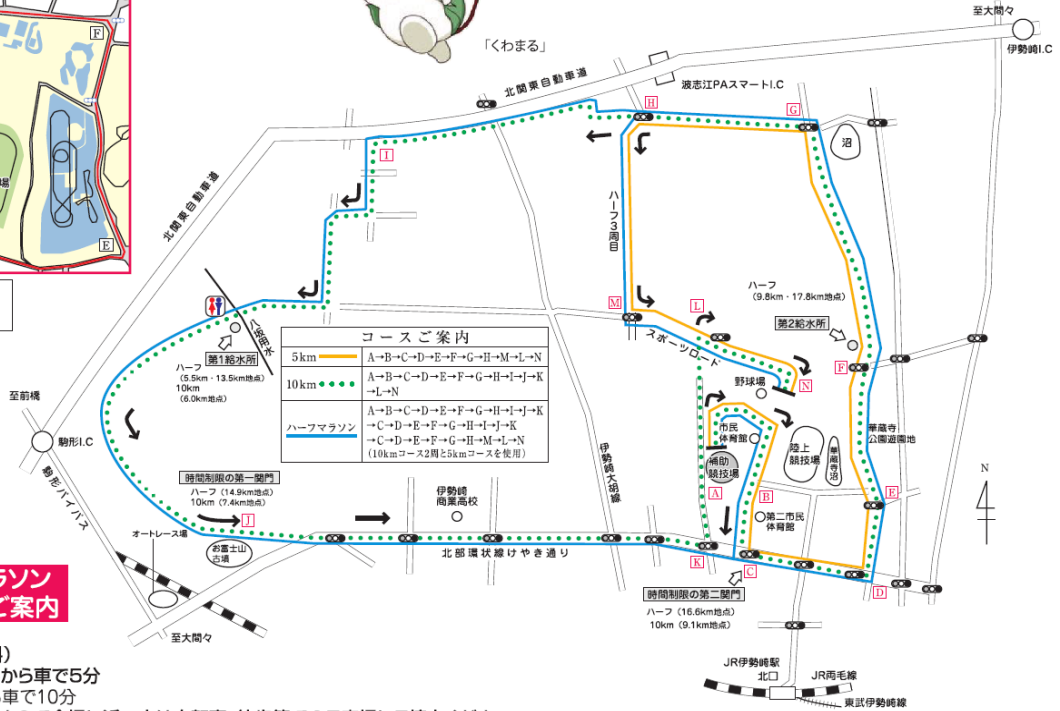 F
E
場
「くわまる」
至大間々
伊勢崎I.C
北関東自動車道
波志江PAスマートI.C
H
G
沼
I
北関東自動車道
ハーフ3周目
ハーフ
(9.8km・17.8km地点)
第2給水所
M
L
スポーツロード
F
N
野球場
八坂用水
第1給水所
ハーフ
(5.5km・13.5km地点)
10km
(6.0km地点)
コースご案内
5km
A→B→C→D→E→F→G→H→M→L→N
10km
A→B→C→D→E→F→G→H→I→J→K
→L→N
ハーフマラソン
A→B→C→D→E→F→G→H→I→J→K
→C→D→E→F→G→H→I→J→K
→C→D→E→F→G→H→M→L→N
(10kmコース2周と5kmコースを使用)
至前橋
駒形I.C
駒形バイパス
市民
体育館
補助
競技場
陸上
競技場
華蔵寺沼
華蔵寺
公園遊園地
A
B
E
第二市民
体育館
伊勢崎大胡線
時間制限の第一関門
ハーフ(14.9km地点)
10km(7.4km地点)
J
伊勢崎
商業高校
オートレース場
お富士山
古墳
北部環状線けやき通り
K
C
D
時間制限の第二関門
ハーフ(16.6km地点)
10km(9.1km地点)
N
至大間々
JR伊勢崎駅
北口
JR両毛線
東武伊勢崎線
ラソン
ご案内
から車で5分
車で10分